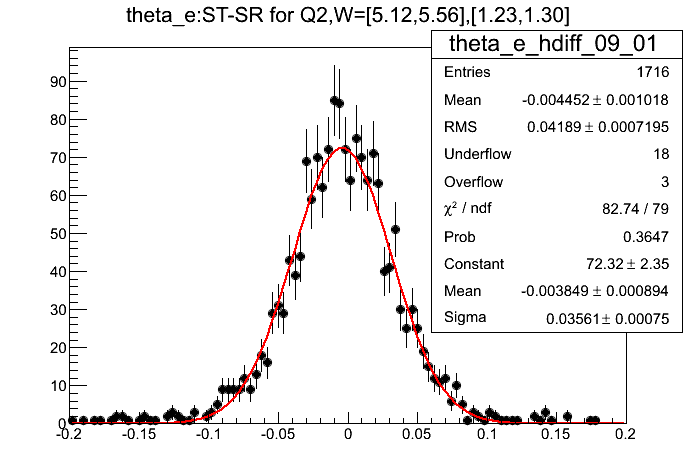 theta_e:ST-SR for Q2,W=[5.12,5.56],[1.23,1.30]
theta_e_hdiff_09_01
Entries 1716
Mean -0.004452 ± 0.001018
RMS 0.04189 ± 0.0007195
Underflow 18
Overflow 3
χ² / ndf 82.74 / 79
Prob 0.3647
Constant 72.32 ± 2.35
Mean -0.003849 ± 0.000894
Sigma 0.03561 ± 0.00075
90
80
70
60
50
40
30
20
10
0
-0.2 -0.15 -0.1 -0.05 0 0.05 0.1 0.15 0.2